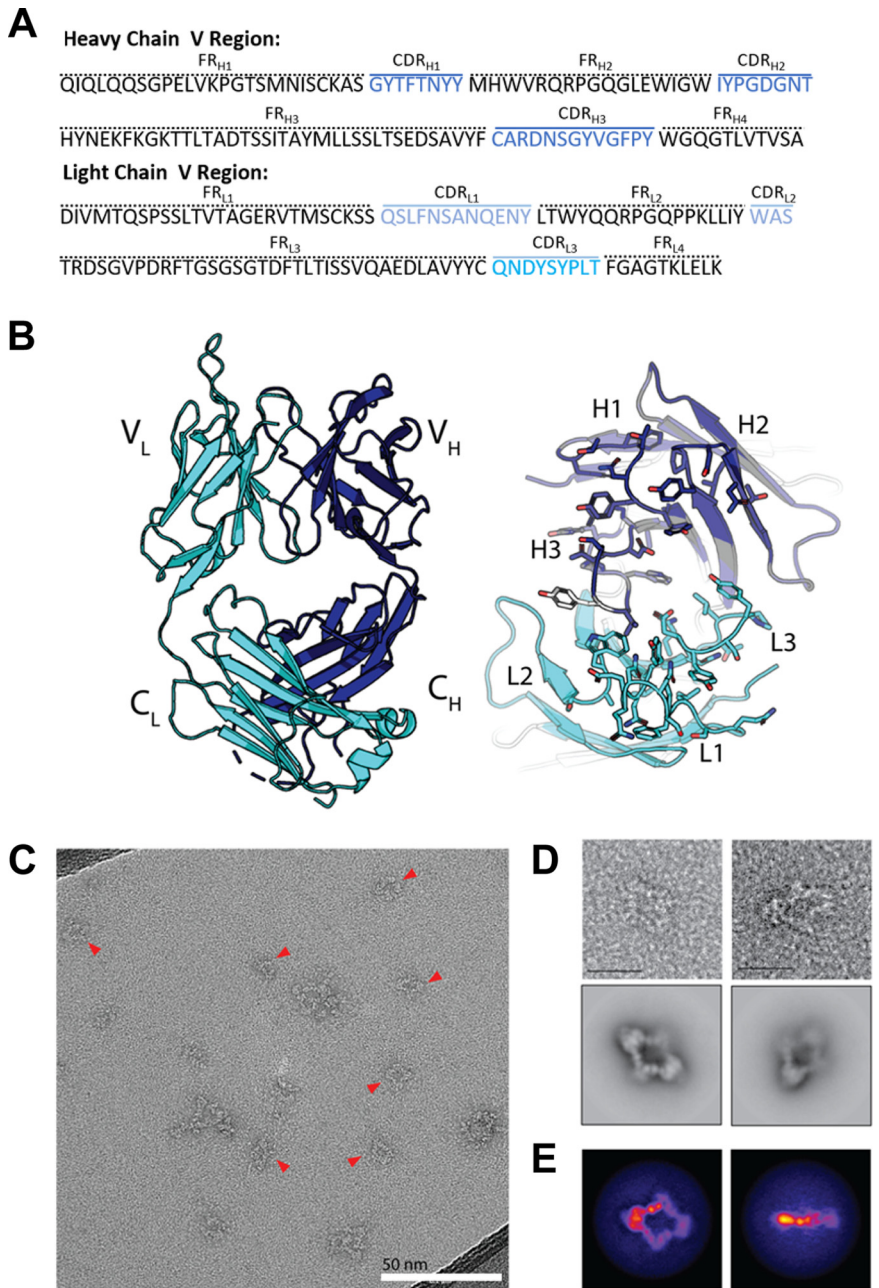 A
Heavy Chain V Region:
FRH1 CDRH1 FRH2 CDRH2
QIQLQQSGPELVKPGTSMNISCKAS GYTFTNYY MHWVRQRPGQGLEWIGW IYPGDGNT
FRH3 CDRH3 FRH4
HYNEKFKGKTTLTADTSSITAYMLLSSLTSEDSAVYF CARDNSGYVGFPY WGQGTLVTVSA
Light Chain V Region:
FRL1 CDRL1 FRL2 CDRL2
DIVMTQSPSSLTVTAGERVTMSCKSS QSLFNSANQENY LTWYQQRPGQPPKLLIY WAS
FRL3 CDRL3 FRL4
TRDSGVPDRFTGSGSGTDFTLTISSVQAEDLAVYYC QNDYSYPLT FGAGTKLELK
B
VL VH
CL CH
H1 H2
H3
L3
L2
L1
C
50 nm
D
E